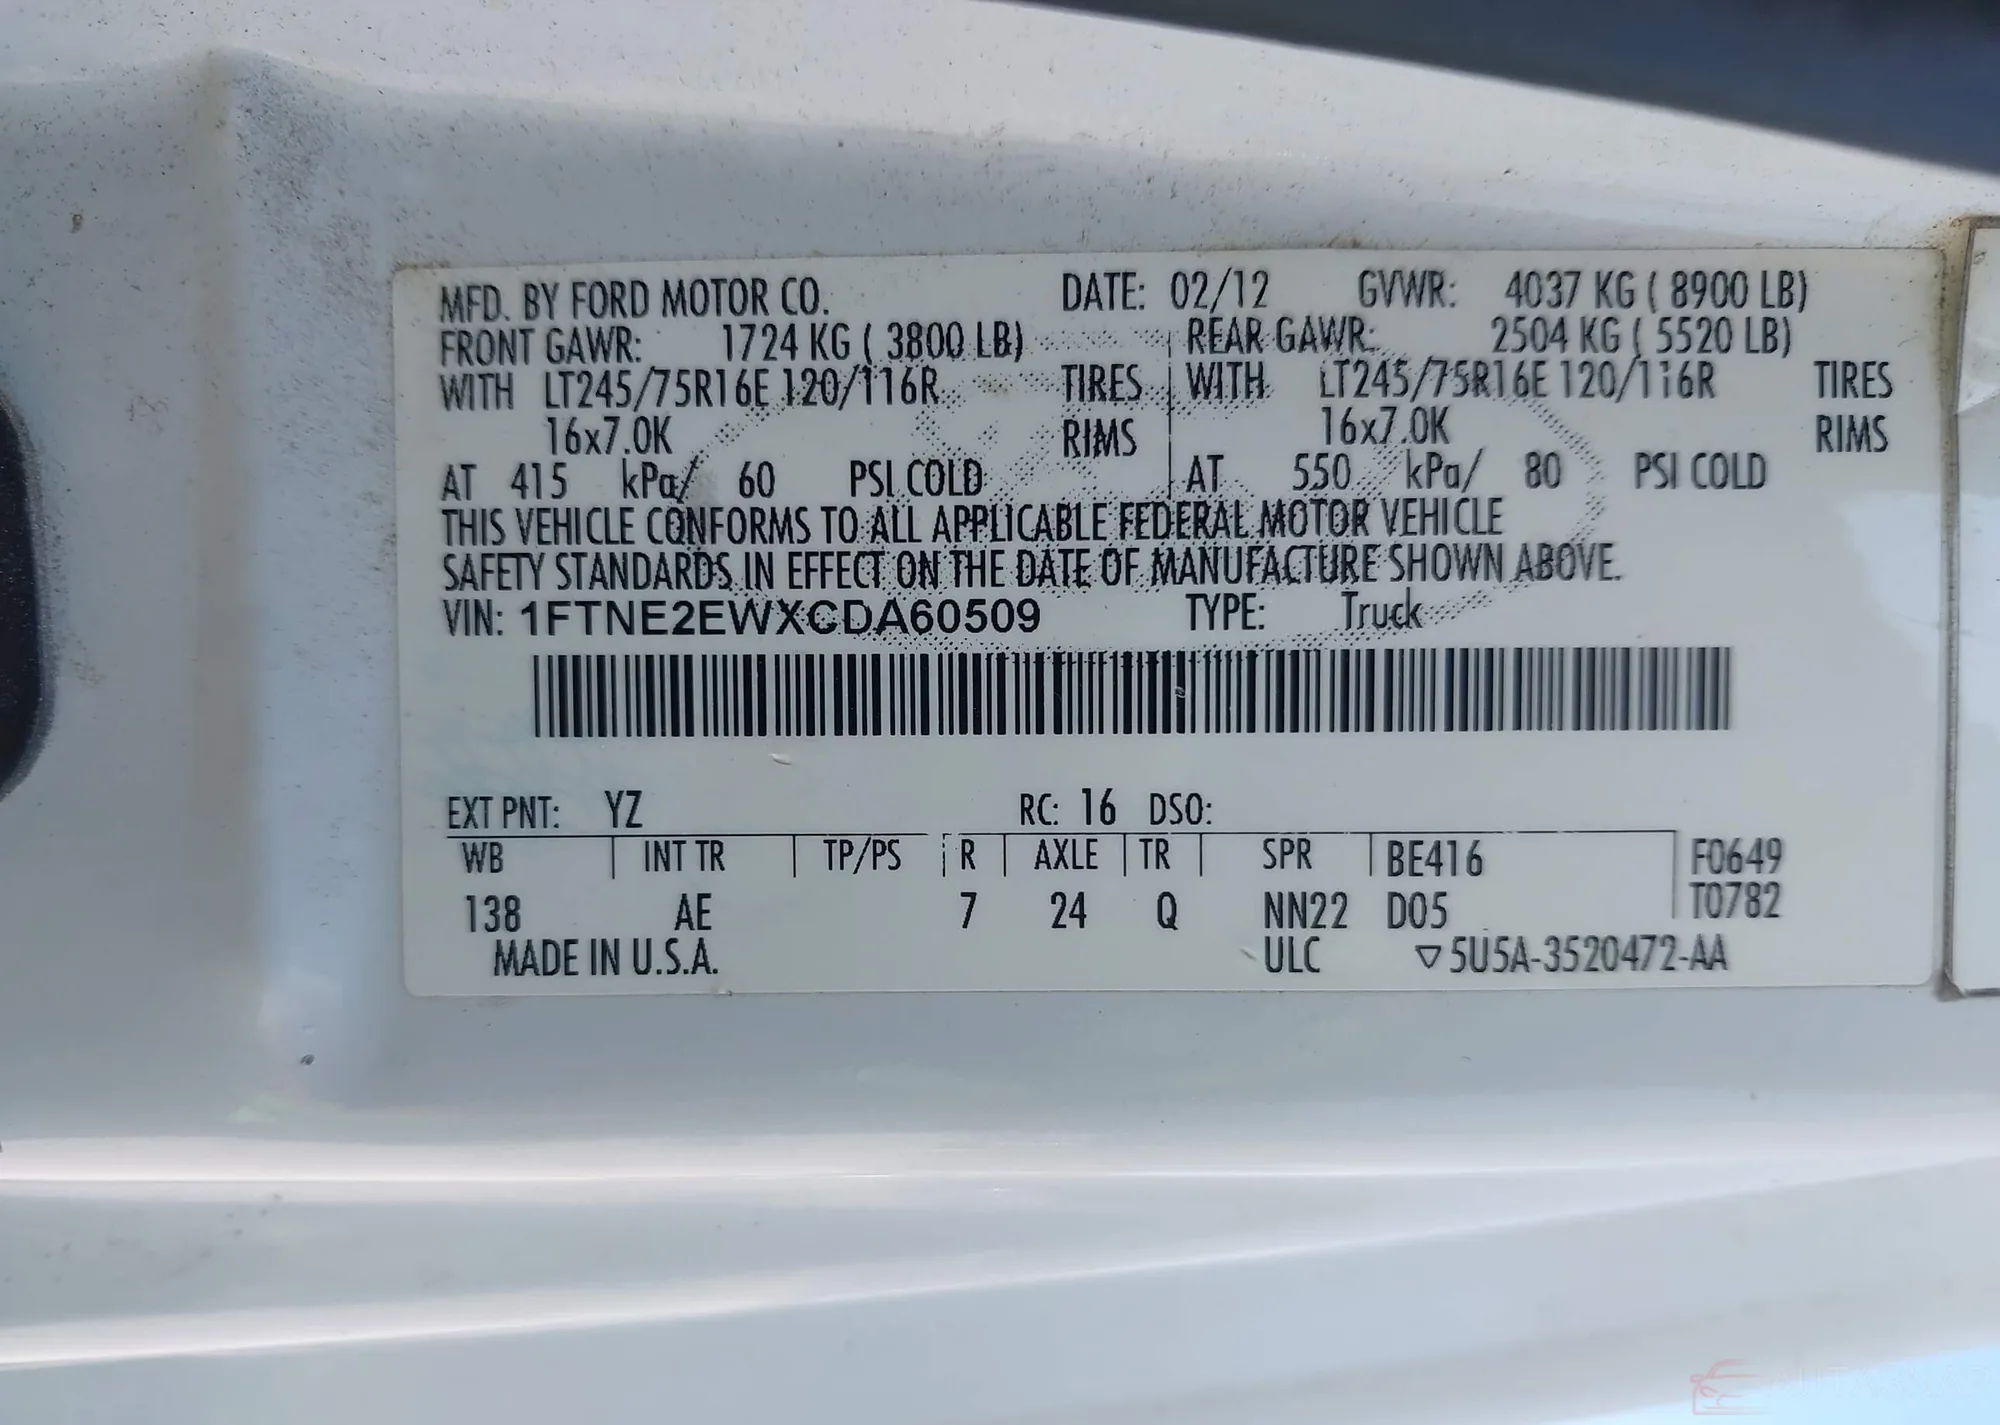 MFD. BY FORD MOTOR CO. DATE: 02/12 GVWR: 4037 KG ( 8900 LB)
FRONT GAWR: 1724 KG ( 3800 LB) REAR GAWR: 2504 KG ( 5520 LB)
WITH LT245/75R16E 120/116R TIRES WITH LT245/75R16E 120/116R TIRES
16x7.0K RIMS 16x7.0K RIMS
AT 415 kPa/ 60 PSI COLD AT 550 kPa/ 80 PSI COLD
THIS VEHICLE CONFORMS TO ALL APPLICABLE FEDERAL MOTOR VEHICLE
SAFETY STANDARDS IN EFFECT ON THE DATE OF MANUFACTURE SHOWN ABOVE.
VIN: 1FTNE2EWXCDA60509 TYPE: Truck
EXT PNT: YZ RC: 16 DSO:
WB INT TR TP/PS R AXLE TR SPR BE416 F0649
138 AE 7 24 Q NN22 D05 T0782
MADE IN U.S.A. ULC ▽5U5A-3520472-AA